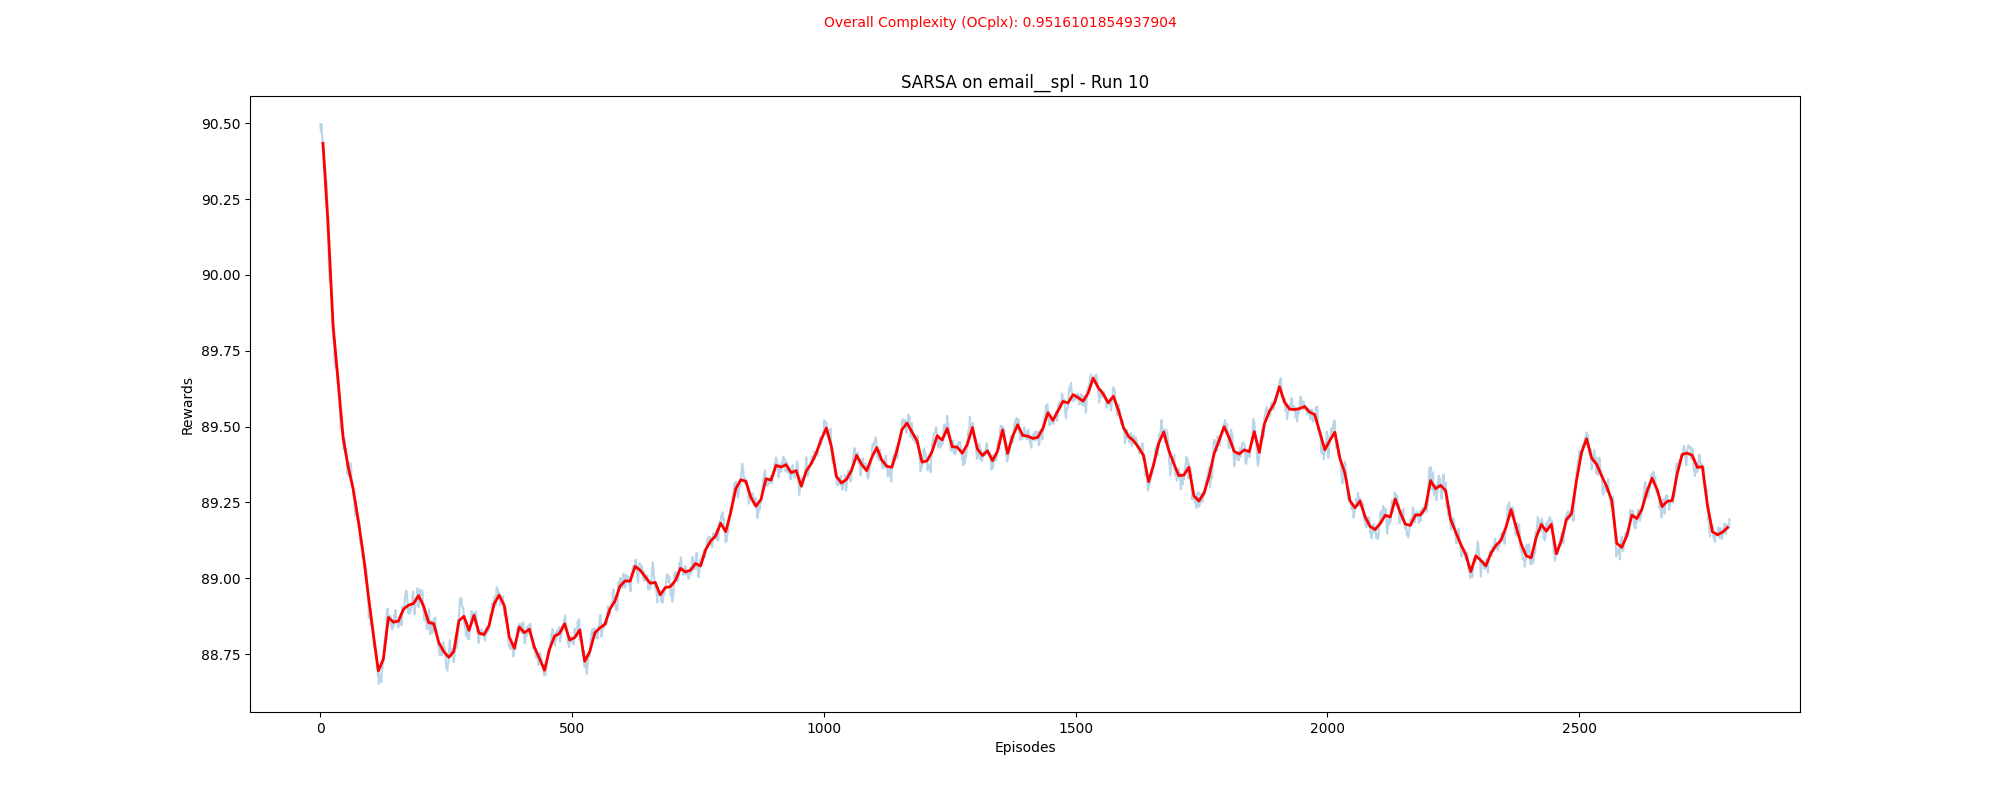 Overall Complexity (OCplx): 0.9516101854937904
SARSA on email__spl - Run 10
90.50
90.25
90.00
89.75
89.50
89.25
89.00
88.75
Rewards
0 500 1000 1500 2000 2500
Episodes